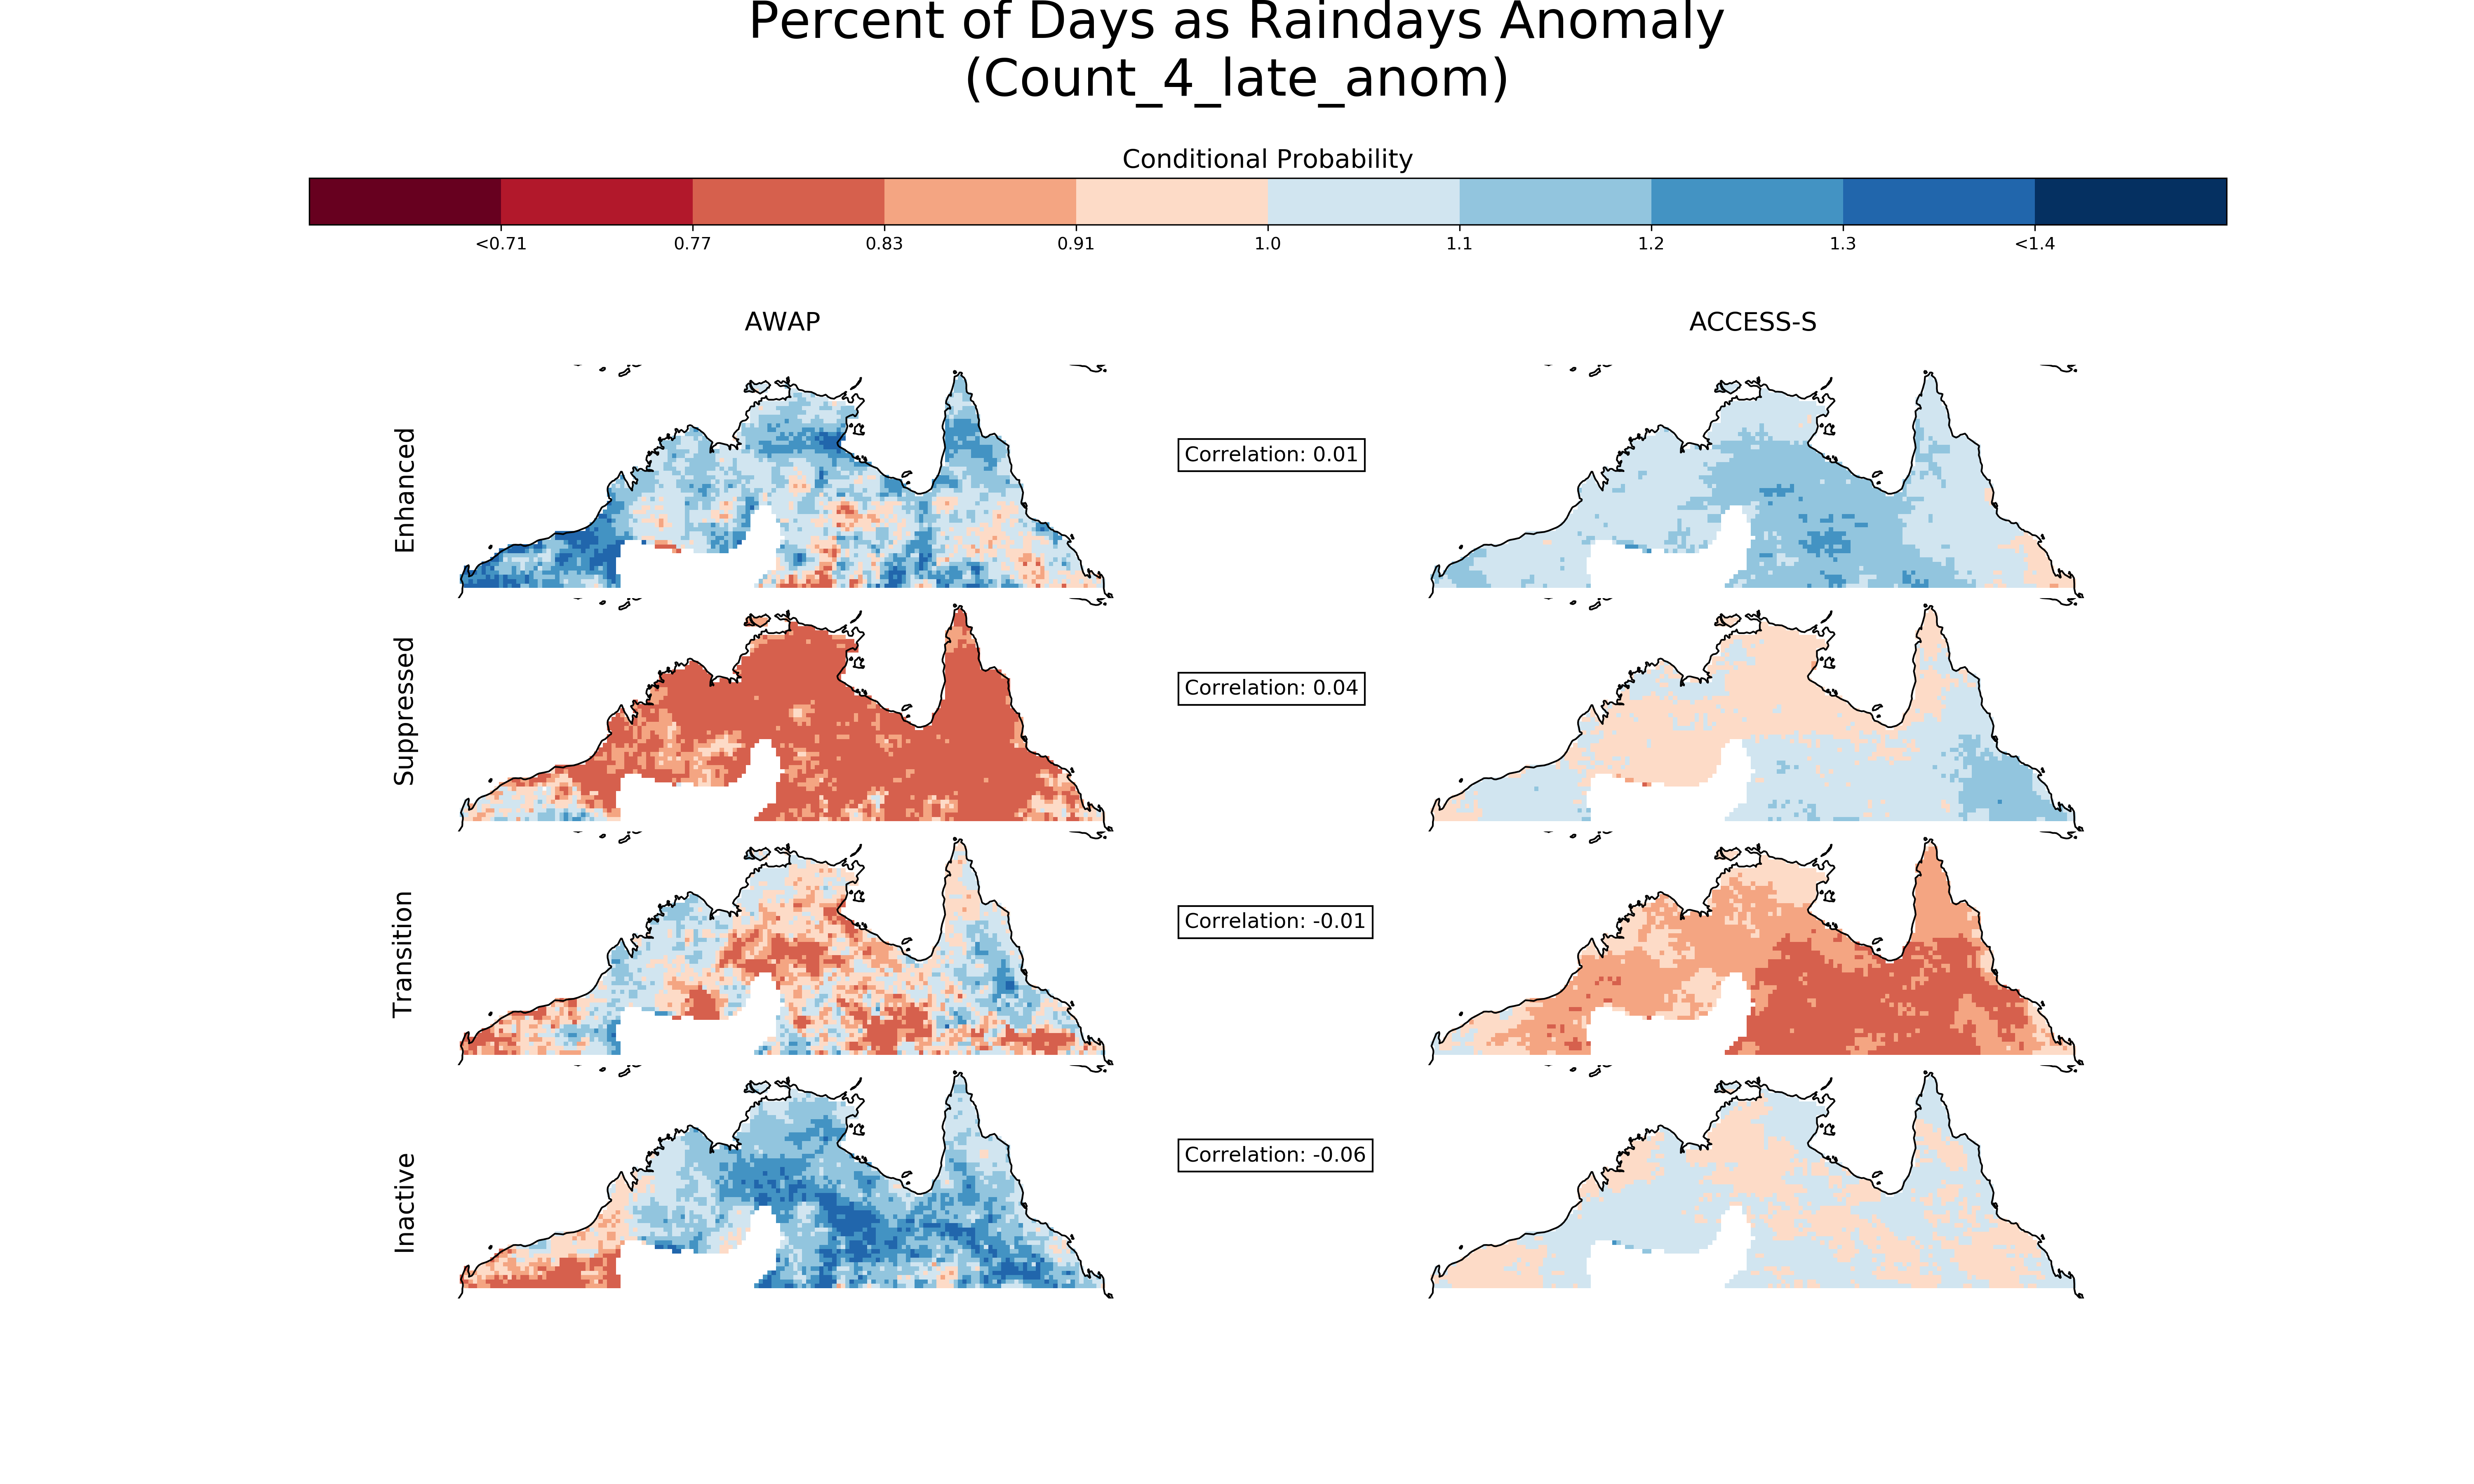 Percent of Days as Raindays Anomaly
(Count_4_late_anom)
Conditional Probability
<0.71 0.77 0.83 0.91 1.0 1.1 1.2 1.3 <1.4
AWAP ACCESS-S
Enhanced
Correlation: 0.01
Suppressed
Correlation: 0.04
Transition
Correlation: -0.01
Inactive
Correlation: -0.06